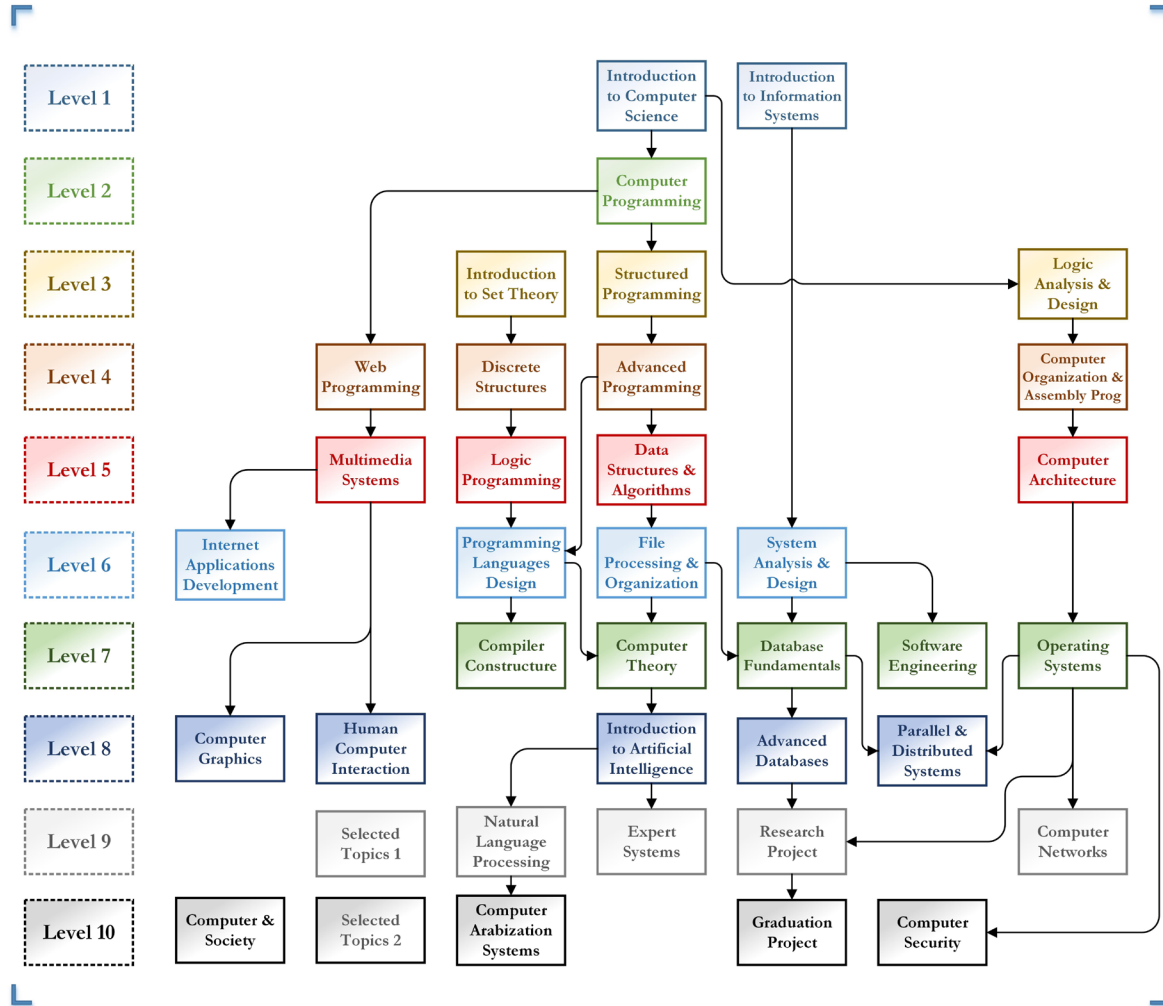 Level 1
Introduction
to Computer
Science
Introduction
to Information
Systems
Level 2
Computer
Programming
Level 3
Introduction
to Set Theory
Structured
Programming
Logic
Analysis &
Design
Level 4
Web
Programming
Discrete
Structures
Advanced
Programming
Computer
Organization &
Assembly Prog
Level 5
Multimedia
Systems
Logic
Programming
Data
Structures &
Algorithms
Computer
Architecture
Level 6
Internet
Applications
Development
Programming
Languages
Design
File
Processing &
Organization
System
Analysis &
Design
Level 7
Compiler
Constructure
Computer
Theory
Database
Fundamentals
Software
Engineering
Operating
Systems
Level 8
Computer
Graphics
Human
Computer
Interaction
Introduction
to Artificial
Intelligence
Advanced
Databases
Parallel &
Distributed
Systems
Level 9
Selected
Topics 1
Natural
Language
Processing
Expert
Systems
Research
Project
Computer
Networks
Level 10
Computer &
Society
Selected
Topics 2
Computer
Arabization
Systems
Graduation
Project
Computer
Security